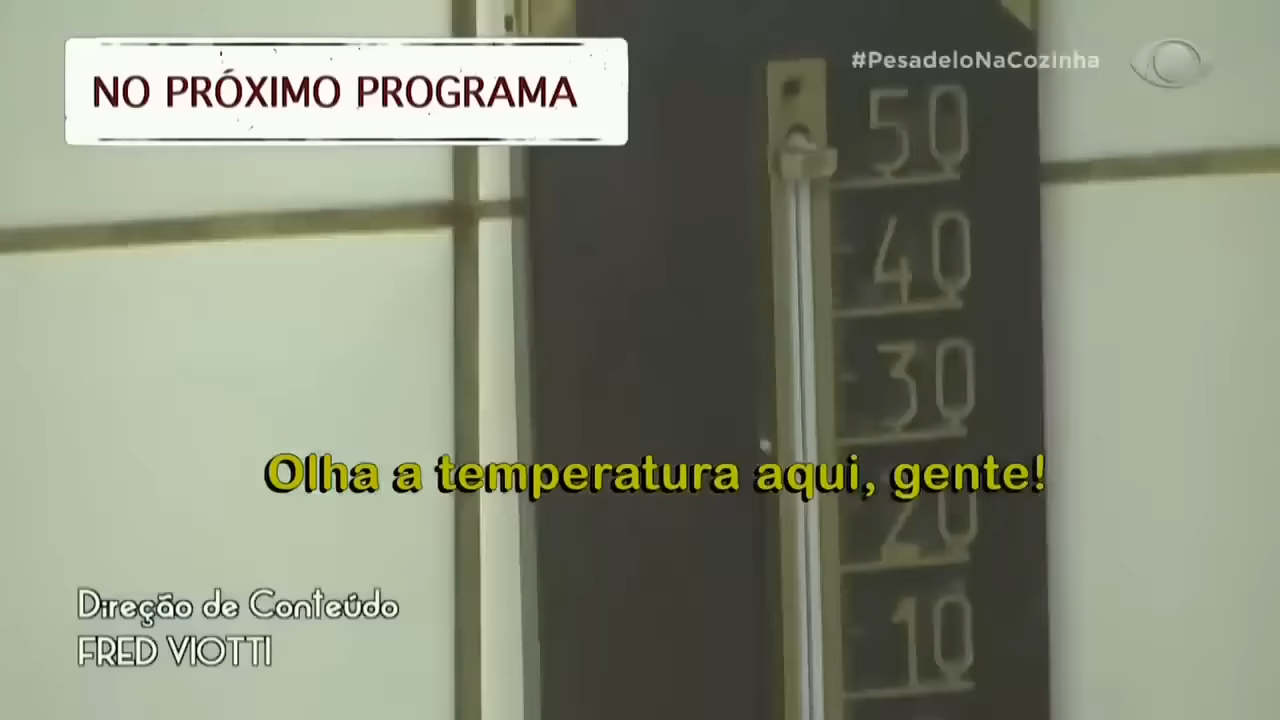 NO PRÓXIMO PROGRAMA
#PesadeloNaCozinha
50
40
30
Olha a temperatura aqui, gente!
20
10
Direção de Conteúdo
FRED VIOTTI